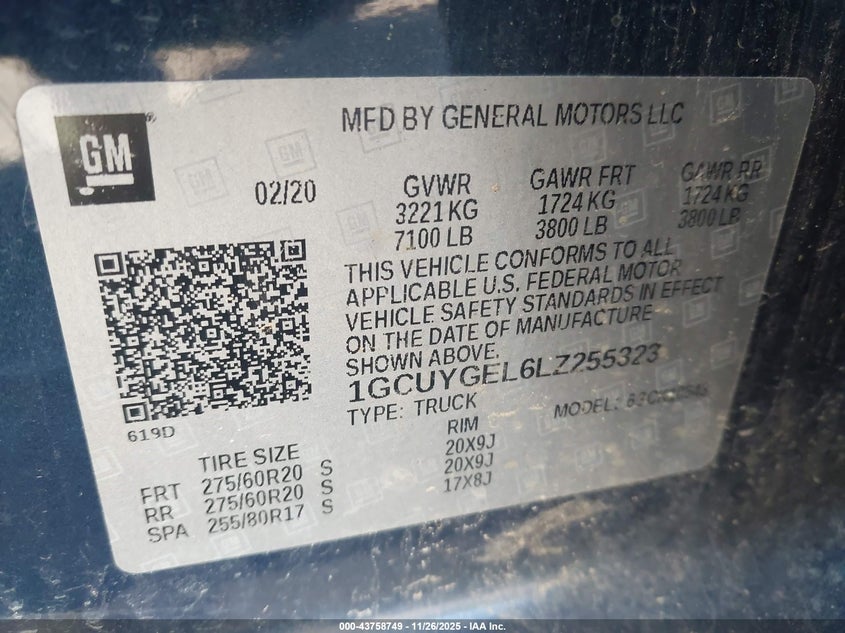 GM
MFD BY GENERAL MOTORS LLC
02/20
GVWR GAWR FRT GAWR RR
3221 KG 1724 KG 1724 KG
7100 LB 3800 LB 3800 LB
THIS VEHICLE CONFORMS TO ALL
APPLICABLE U.S. FEDERAL MOTOR
VEHICLE SAFETY STANDARDS IN EFFECT
ON THE DATE OF MANUFACTURE
SHOWN ABOVE.
1GCUYGEL6LZ255323
TYPE: TRUCK MODEL:
619D
TIRE SIZE RIM
FRT 275/60R20 S 20X9J
RR 275/60R20 S 20X9J
SPA 255/80R17 S 17X8J
000-43758749 - 11/26/2025 - IAA Inc.